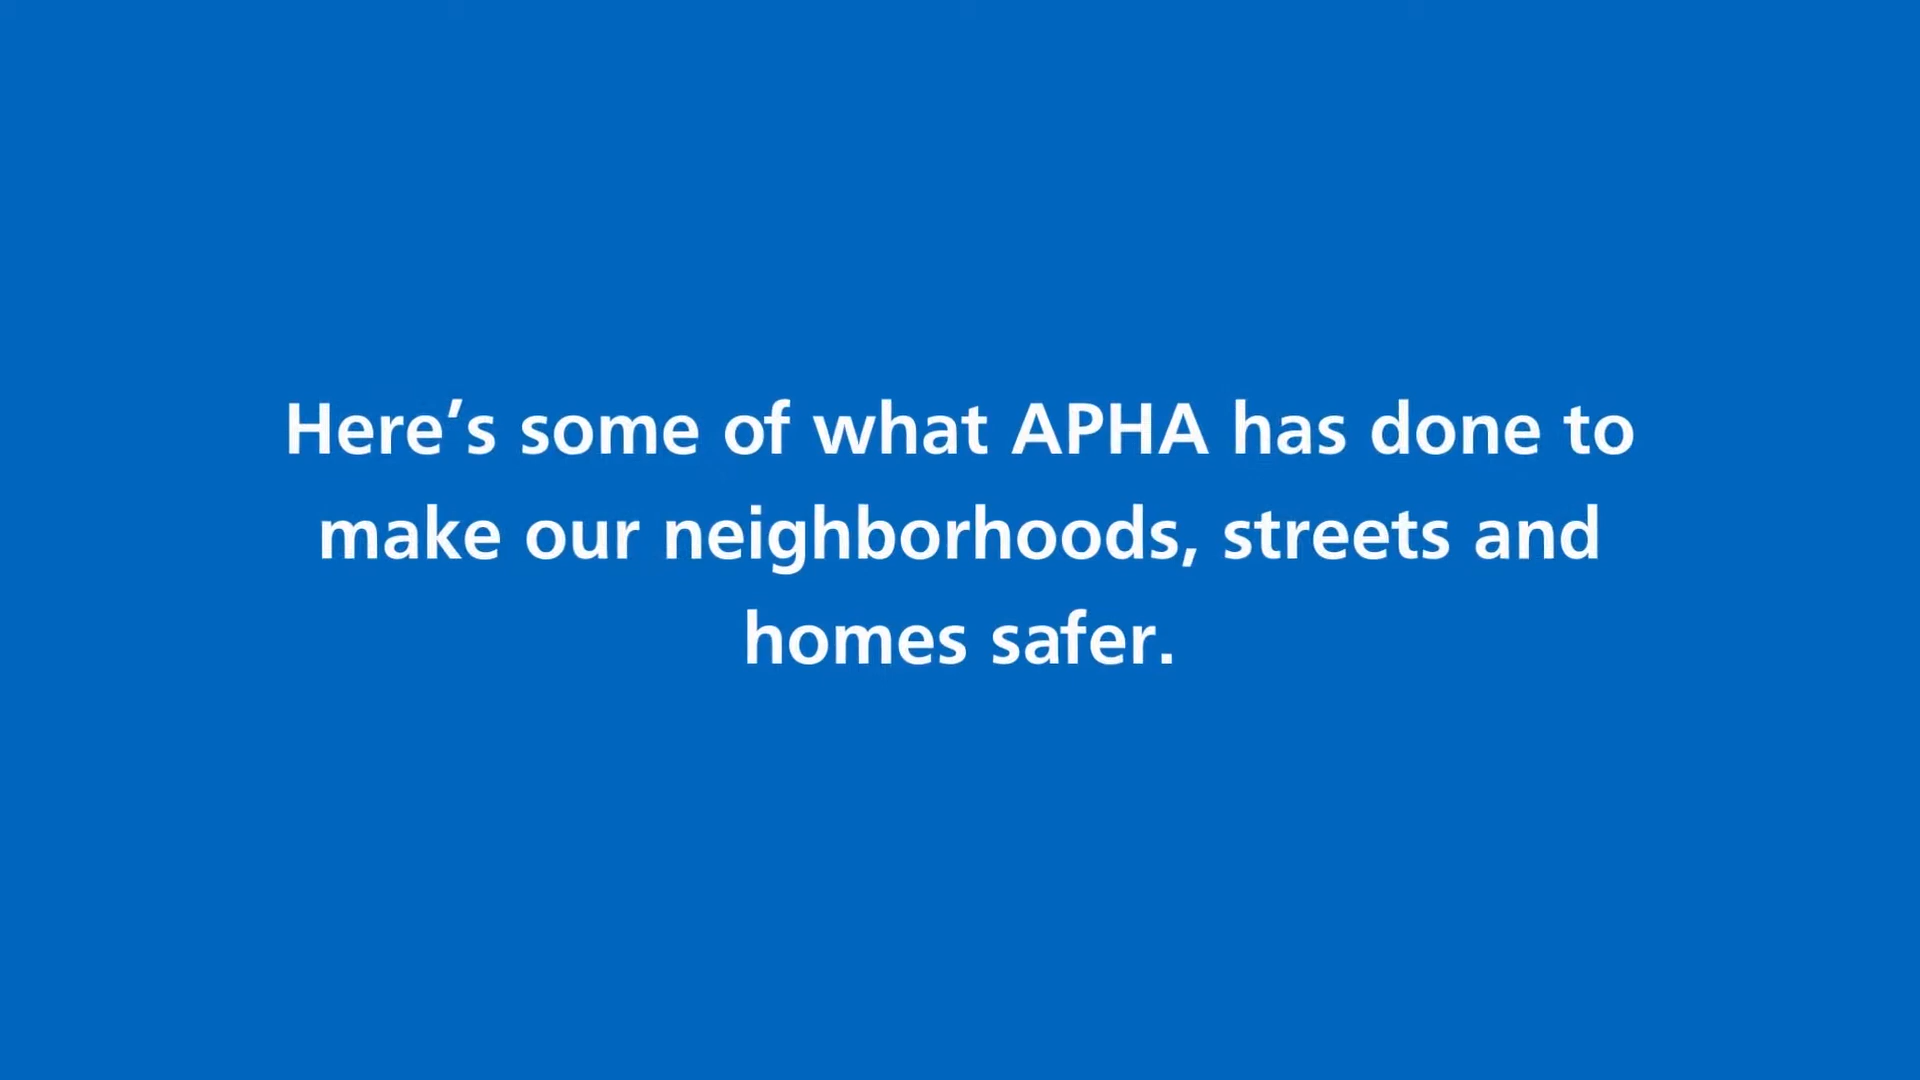 Here’s some of what APHA has done to
make our neighborhoods, streets and
homes safer.